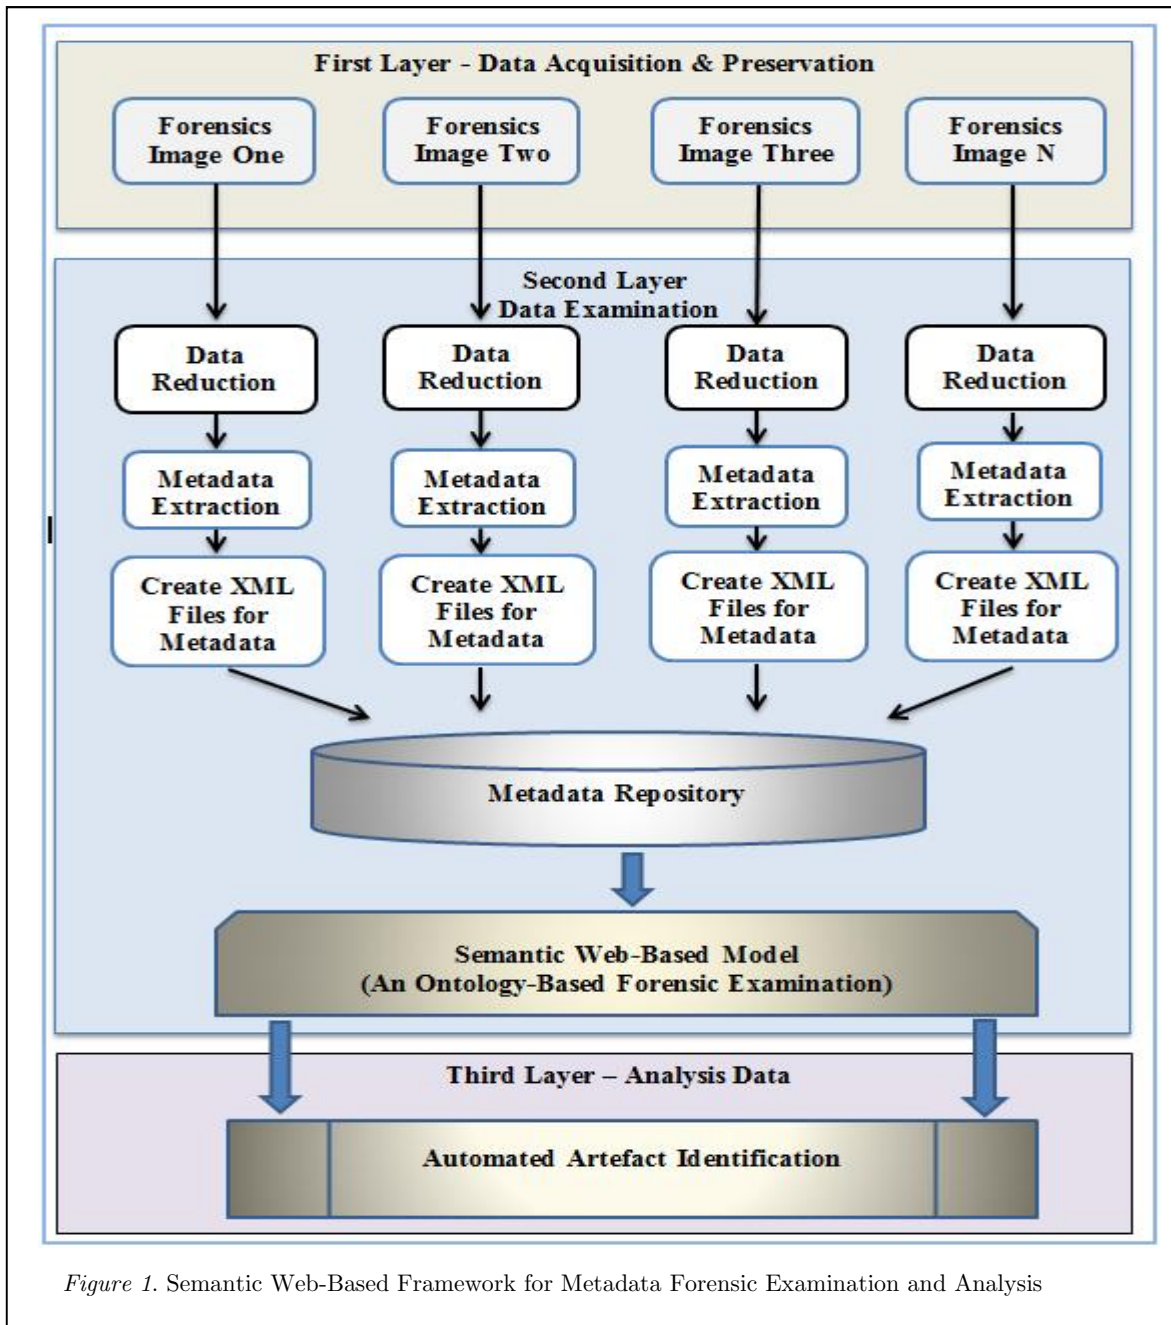 First Layer - Data Acquisition & Preservation
Forensics
Image One
Forensics
Image Two
Forensics
Image Three
Forensics
Image N
Second Layer
Data Examination
Data
Reduction
Data
Reduction
Data
Reduction
Data
Reduction
Metadata
Extraction
Metadata
Extraction
Metadata
Extraction
Metadata
Extraction
Create XML
Files for
Metadata
Create XML
Files for
Metadata
Create XML
Files for
Metadata
Create XML
Files for
Metadata
Metadata Repository
Semantic Web-Based Model
(An Ontology-Based Forensic Examination)
Third Layer – Analysis Data
Automated Artefact Identification
Figure 1. Semantic Web-Based Framework for Metadata Forensic Examination and Analysis